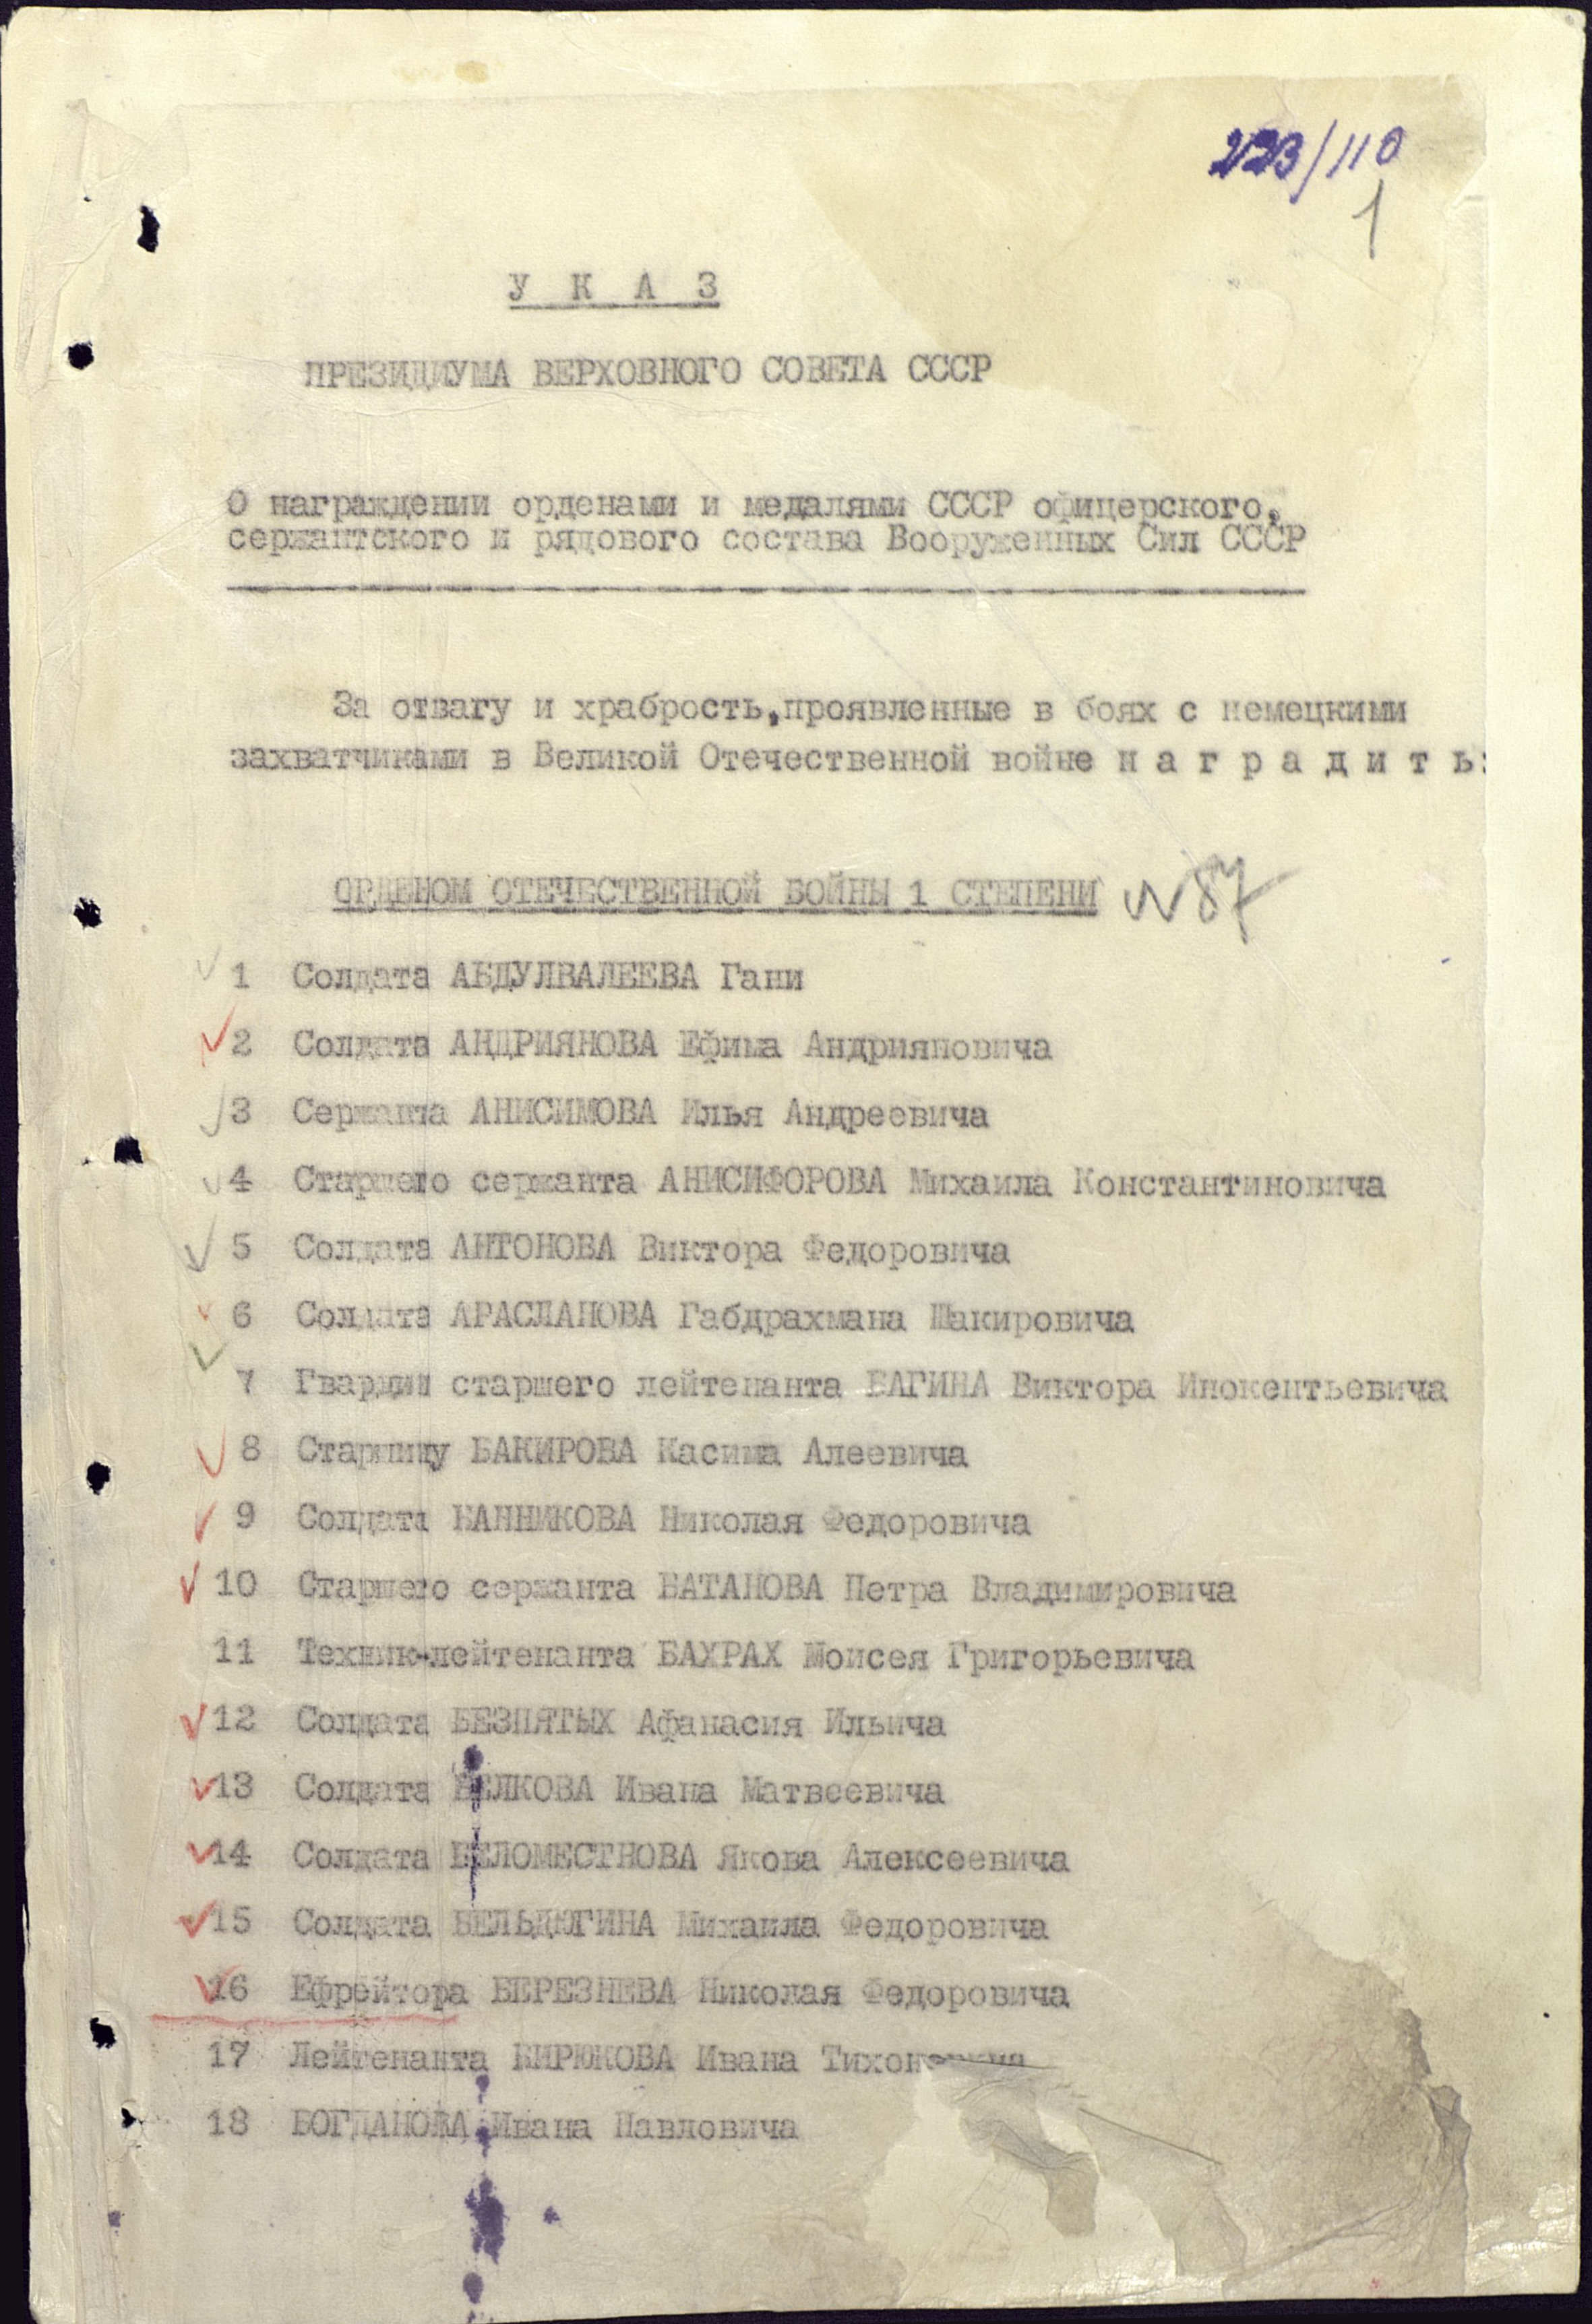 223/110
1
У К А З
ПРЕЗИДИУМА ВЕРХОВНОГО СОВЕТА СССР
О награждении орденами и медалями СССР офицерского,
сержантского и рядового состава Вооруженных Сил СССР
За отвагу и храбрость,проявленные в боях с немецкими
захватчиками в Великой Отечественной войне н а г р а д и т ь:
ОРДЕНОМ ОТЕЧЕСТВЕННОЙ ВОЙНЫ 1 СТЕПЕНИ № 87
1 Солдата АБДУЛВАЛЕЕВА Гани
2 Солдата АНДРИЯНОВА Ефима Андрияновича
3 Сержанта АНИСИМОВА Илья Андреевича
4 Старшего сержанта АНИСИФОРОВА Михаила Константиновича
5 Солдата АНТОНОВА Виктора Федоровича
6 Солдата АРАСЛАНОВА Габдрахмана Шакировича
7 Гвардии старшего лейтенанта БАГИНА Виктора Инокентьевича
8 Старшину БАКИРОВА Касима Алеевича
9 Солдата БАННИКОВА Николая Федоровича
10 Старшего сержанта БАТАНОВА Петра Владимировича
11 Техник-лейтенанта БАХРАХ Моисея Григорьевича
12 Солдата БЕЗПЯТЫХ Афанасия Ильича
13 Солдата БЕЛКОВА Ивана Матвеевича
14 Солдата БЕЛОМЕСТНОВА Якова Алексеевича
15 Солдата БЕЛЬДЮГИНА Михаила Федоровича
16 Ефрейтора БЕРЕЗНЕВА Николая Федоровича
17 Лейтенанта БИРЮКОВА Ивана Тихоновича
18 БОГДАНОВА Ивана Павловича